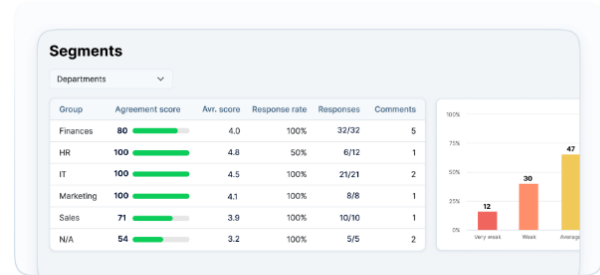 Segments
Departments
Group Agreement score Avr. score Response rate Responses Comments
Finances 80 4.0 100% 32/32 5
HR 100 4.8 50% 6/12 1
IT 100 4.5 100% 21/21 2
Marketing 100 4.1 100% 8/8 1
Sales 71 3.9 100% 10/10 1
N/A 54 3.2 100% 5/5 2
100%
75%
50%
25%
0%
47
30
12
Very weak Weak Average